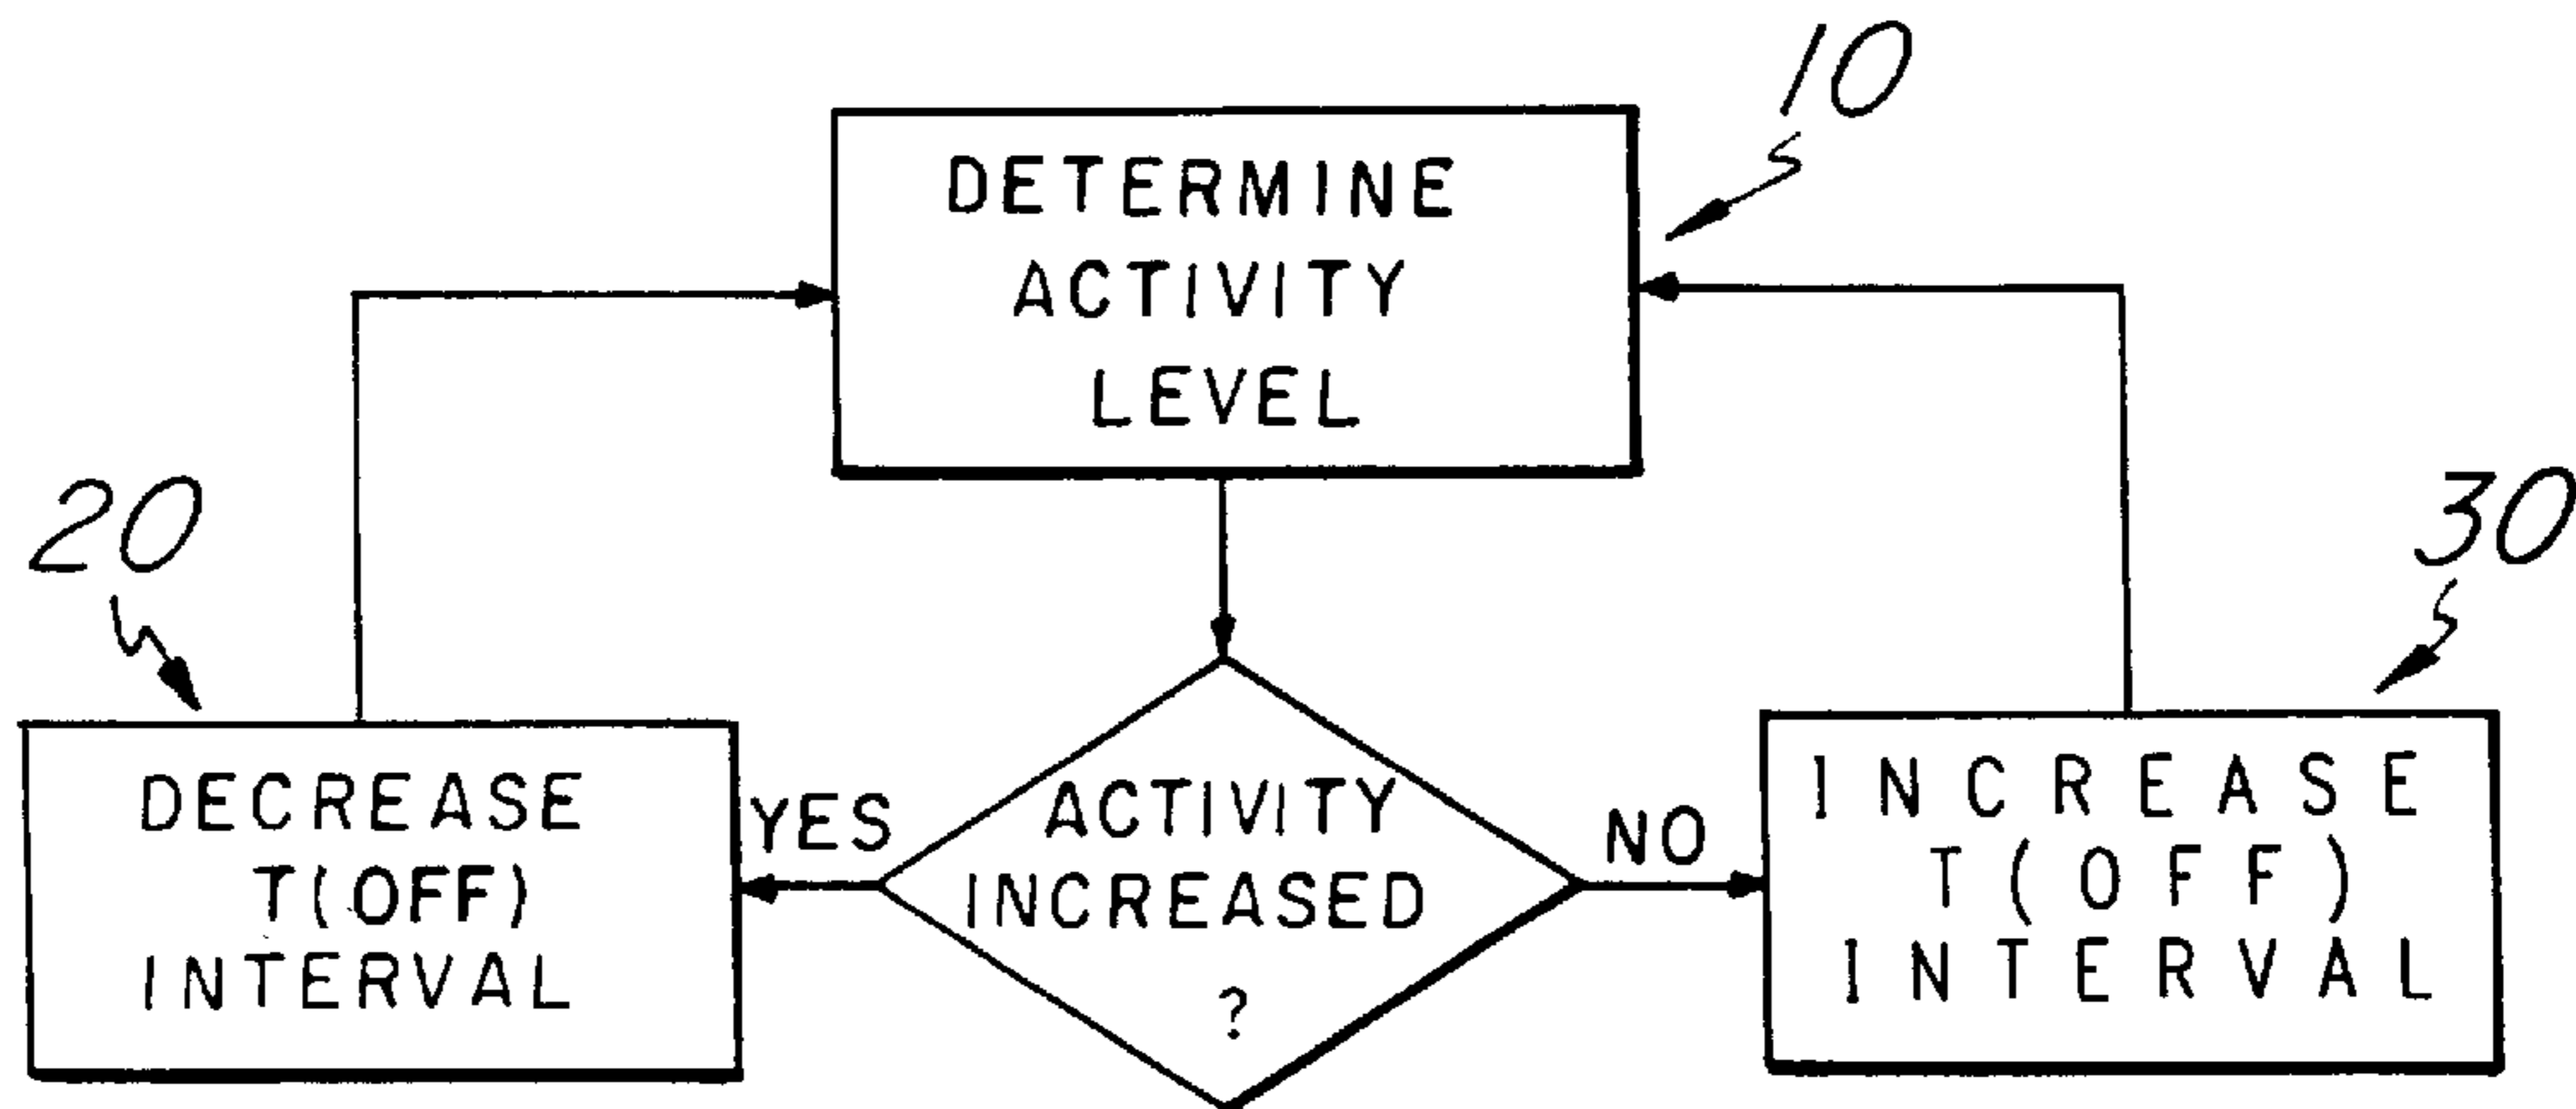 10
DETERMINE
ACTIVITY
LEVEL
20
30
DECREASE
T(OFF)
INTERVAL
YES
ACTIVITY
INCREASED
?
NO
INCREASE
T(OFF)
INTERVAL